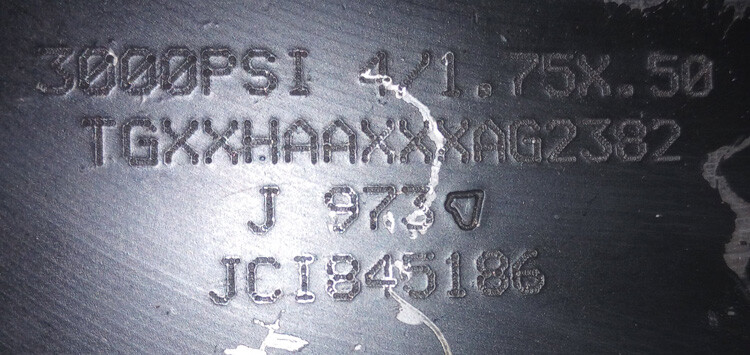 3000PSI 4/1.75X.50
TGXXHAAXXXAG2382
J 973
JCI845186